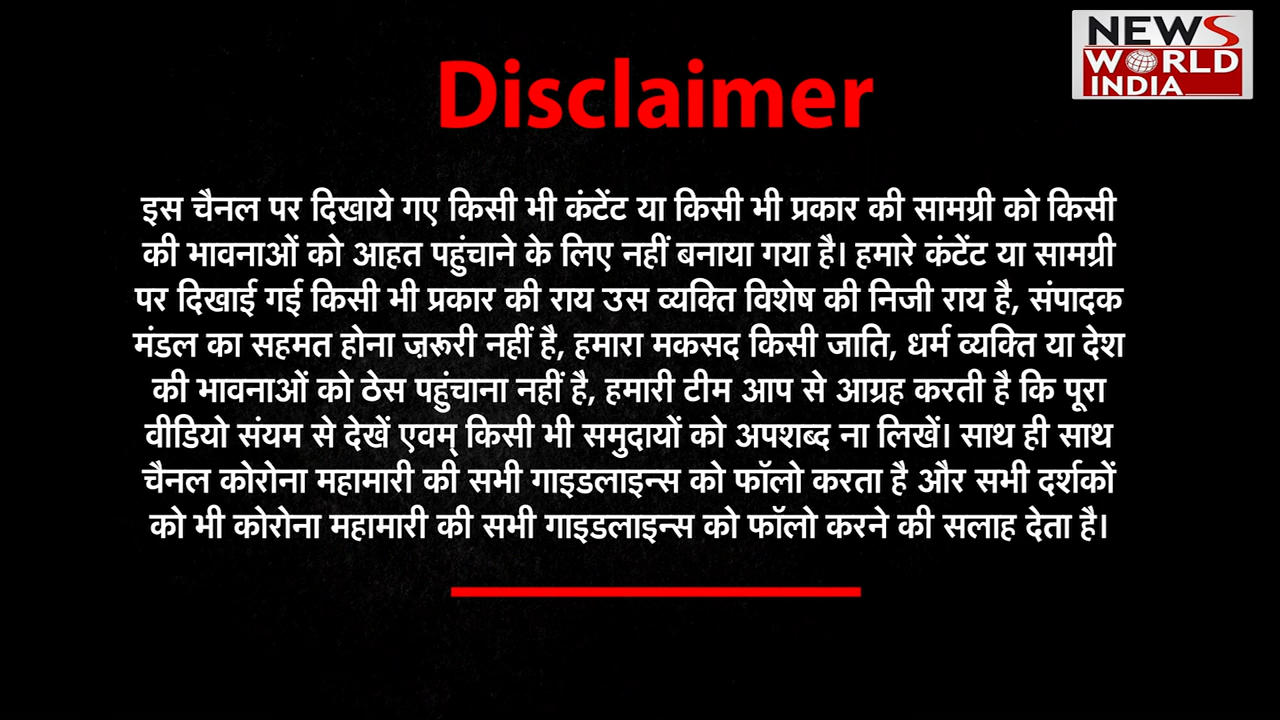 NEWS
WORLD
INDIA
Disclaimer
इस चैनल पर दिखाये गए किसी भी कंटेंट या किसी भी प्रकार की सामग्री को किसी
की भावनाओं को आहत पहुंचाने के लिए नहीं बनाया गया है। हमारे कंटेंट या सामग्री
पर दिखाई गई किसी भी प्रकार की राय उस व्यक्ति विशेष की निजी राय है, संपादक
मंडल का सहमत होना ज़रूरी नहीं है, हमारा मकसद किसी जाति, धर्म व्यक्ति या देश
की भावनाओं को ठेस पहुंचाना नहीं है, हमारी टीम आप से आग्रह करती है कि पूरा
वीडियो संयम से देखें एवम् किसी भी समुदायों को अपशब्द ना लिखें। साथ ही साथ
चैनल कोरोना महामारी की सभी गाइडलाइन्स को फॉलो करता है और सभी दर्शकों
को भी कोरोना महामारी की सभी गाइडलाइन्स को फॉलो करने की सलाह देता है।